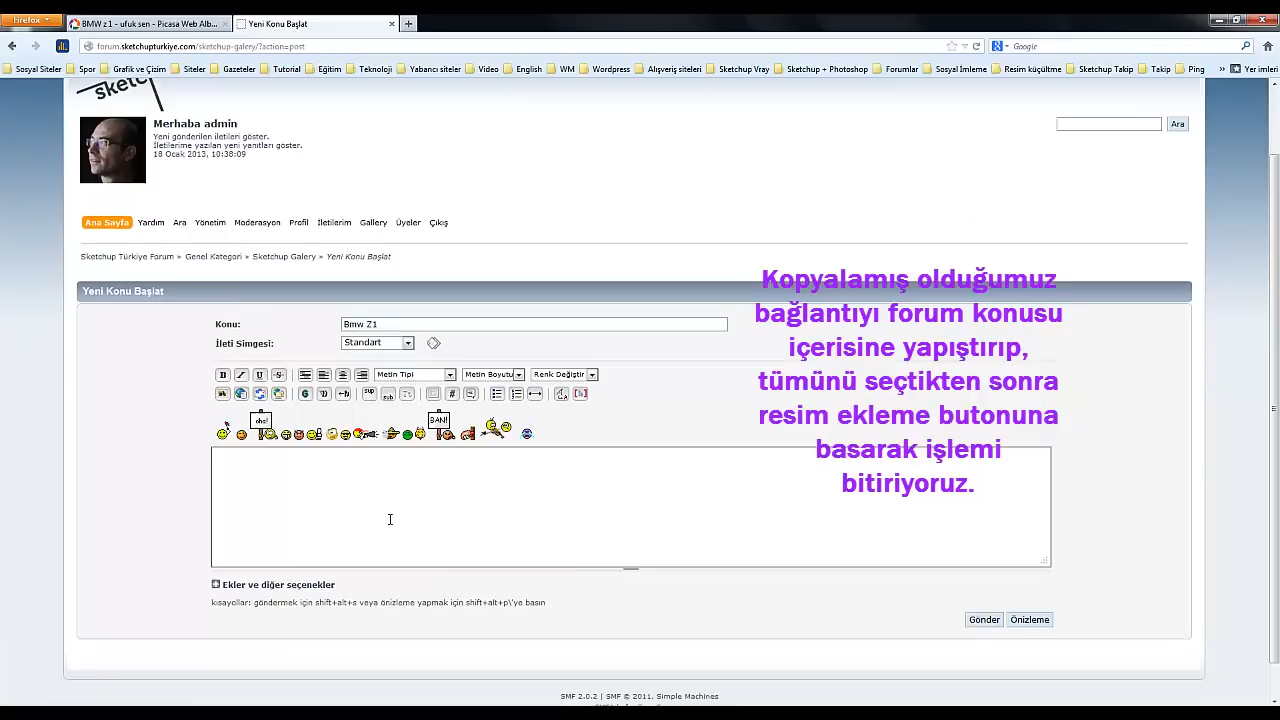 Firefox
BMW z1 - ufuk sen - Picasa Web Alb...
Yeni Konu Başlat
forum.sketchupturkiye.com/sketchup-galery/?action=post
Google
Sosyal Siteler
Spor
Grafik ve Çizim
Siteler
Gazeteler
Tutorial
Eğitim
Teknoloji
Yabancı siteler
Video
English
WM
Wordpress
Alışveriş siteleri
Sketchup Vray
Sketchup + Photoshop
Forumlar
Sosyal İmleme
Resim küçültme
Sketchup Takip
Takip
Ping
Yer imleri
sketc
Merhaba admin
Yeni gönderilen iletileri göster.
İletilerime yazılan yeni yanıtları göster.
18 Ocak 2013, 10:38:09
Ara
Ana Sayfa Yardım Ara Yönetim Moderasyon Profil İletilerim Gallery Üyeler Çıkış
Sketchup Türkiye Forum » Genel Kategori » Sketchup Galery » Yeni Konu Başlat
Yeni Konu Başlat
Konu: Bmw Z1
İleti Simgesi: Standart
B I U S
Metin Tipi
Metin Boyutu
Renk Değiştir
oha!
BAN!
Kopyalamış olduğumuz
bağlantıyı forum konusu
içerisine yapıştırıp,
tümünü seçtikten sonra
resim ekleme butonuna
basarak işlemi
bitiriyoruz.
Ekler ve diğer seçenekler
kısayollar: göndermek için shift+alt+s veya önizleme yapmak için shift+alt+p\'ye basın
Gönder Önizleme
SMF 2.0.2 | SMF © 2011, Simple Machines